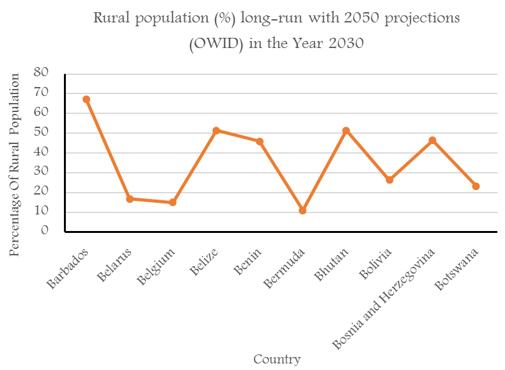 Rural population (%) long-run with 2050 projections
(OWID) in the Year 2030
Percentage Of Rural Population
80
70
60
50
40
30
20
10
0
Barbados
Belarus
Belgium
Belize
Benin
Bermuda
Bhutan
Bolivia
Bosnia and Herzegovina
Botswana
Country